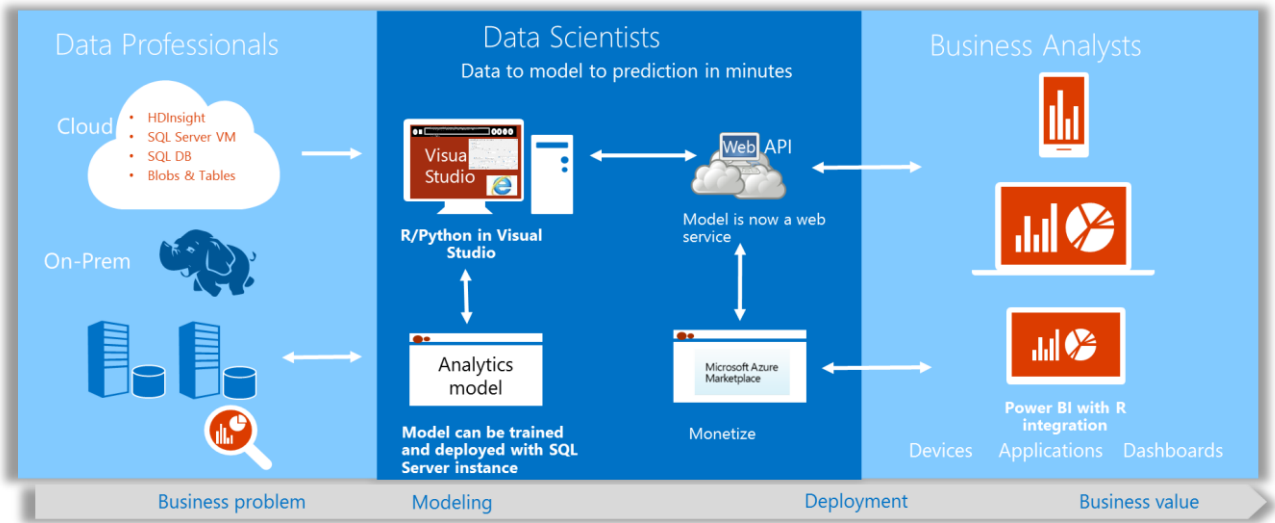 Data Professionals
Cloud
• HDInsight
• SQL Server VM
• SQL DB
• Blobs & Tables
On-Prem
Data Scientists
Data to model to prediction in minutes
Visua
Studio
R/Python in Visual
Studio
Web API
Model is now a web
service
Analytics
model
Model can be trained
and deployed with SQL
Server instance
Microsoft Azure
Marketplace
Monetize
Business Analysts
Power BI with R
integration
Devices Applications Dashboards
Business problem Modeling Deployment Business value